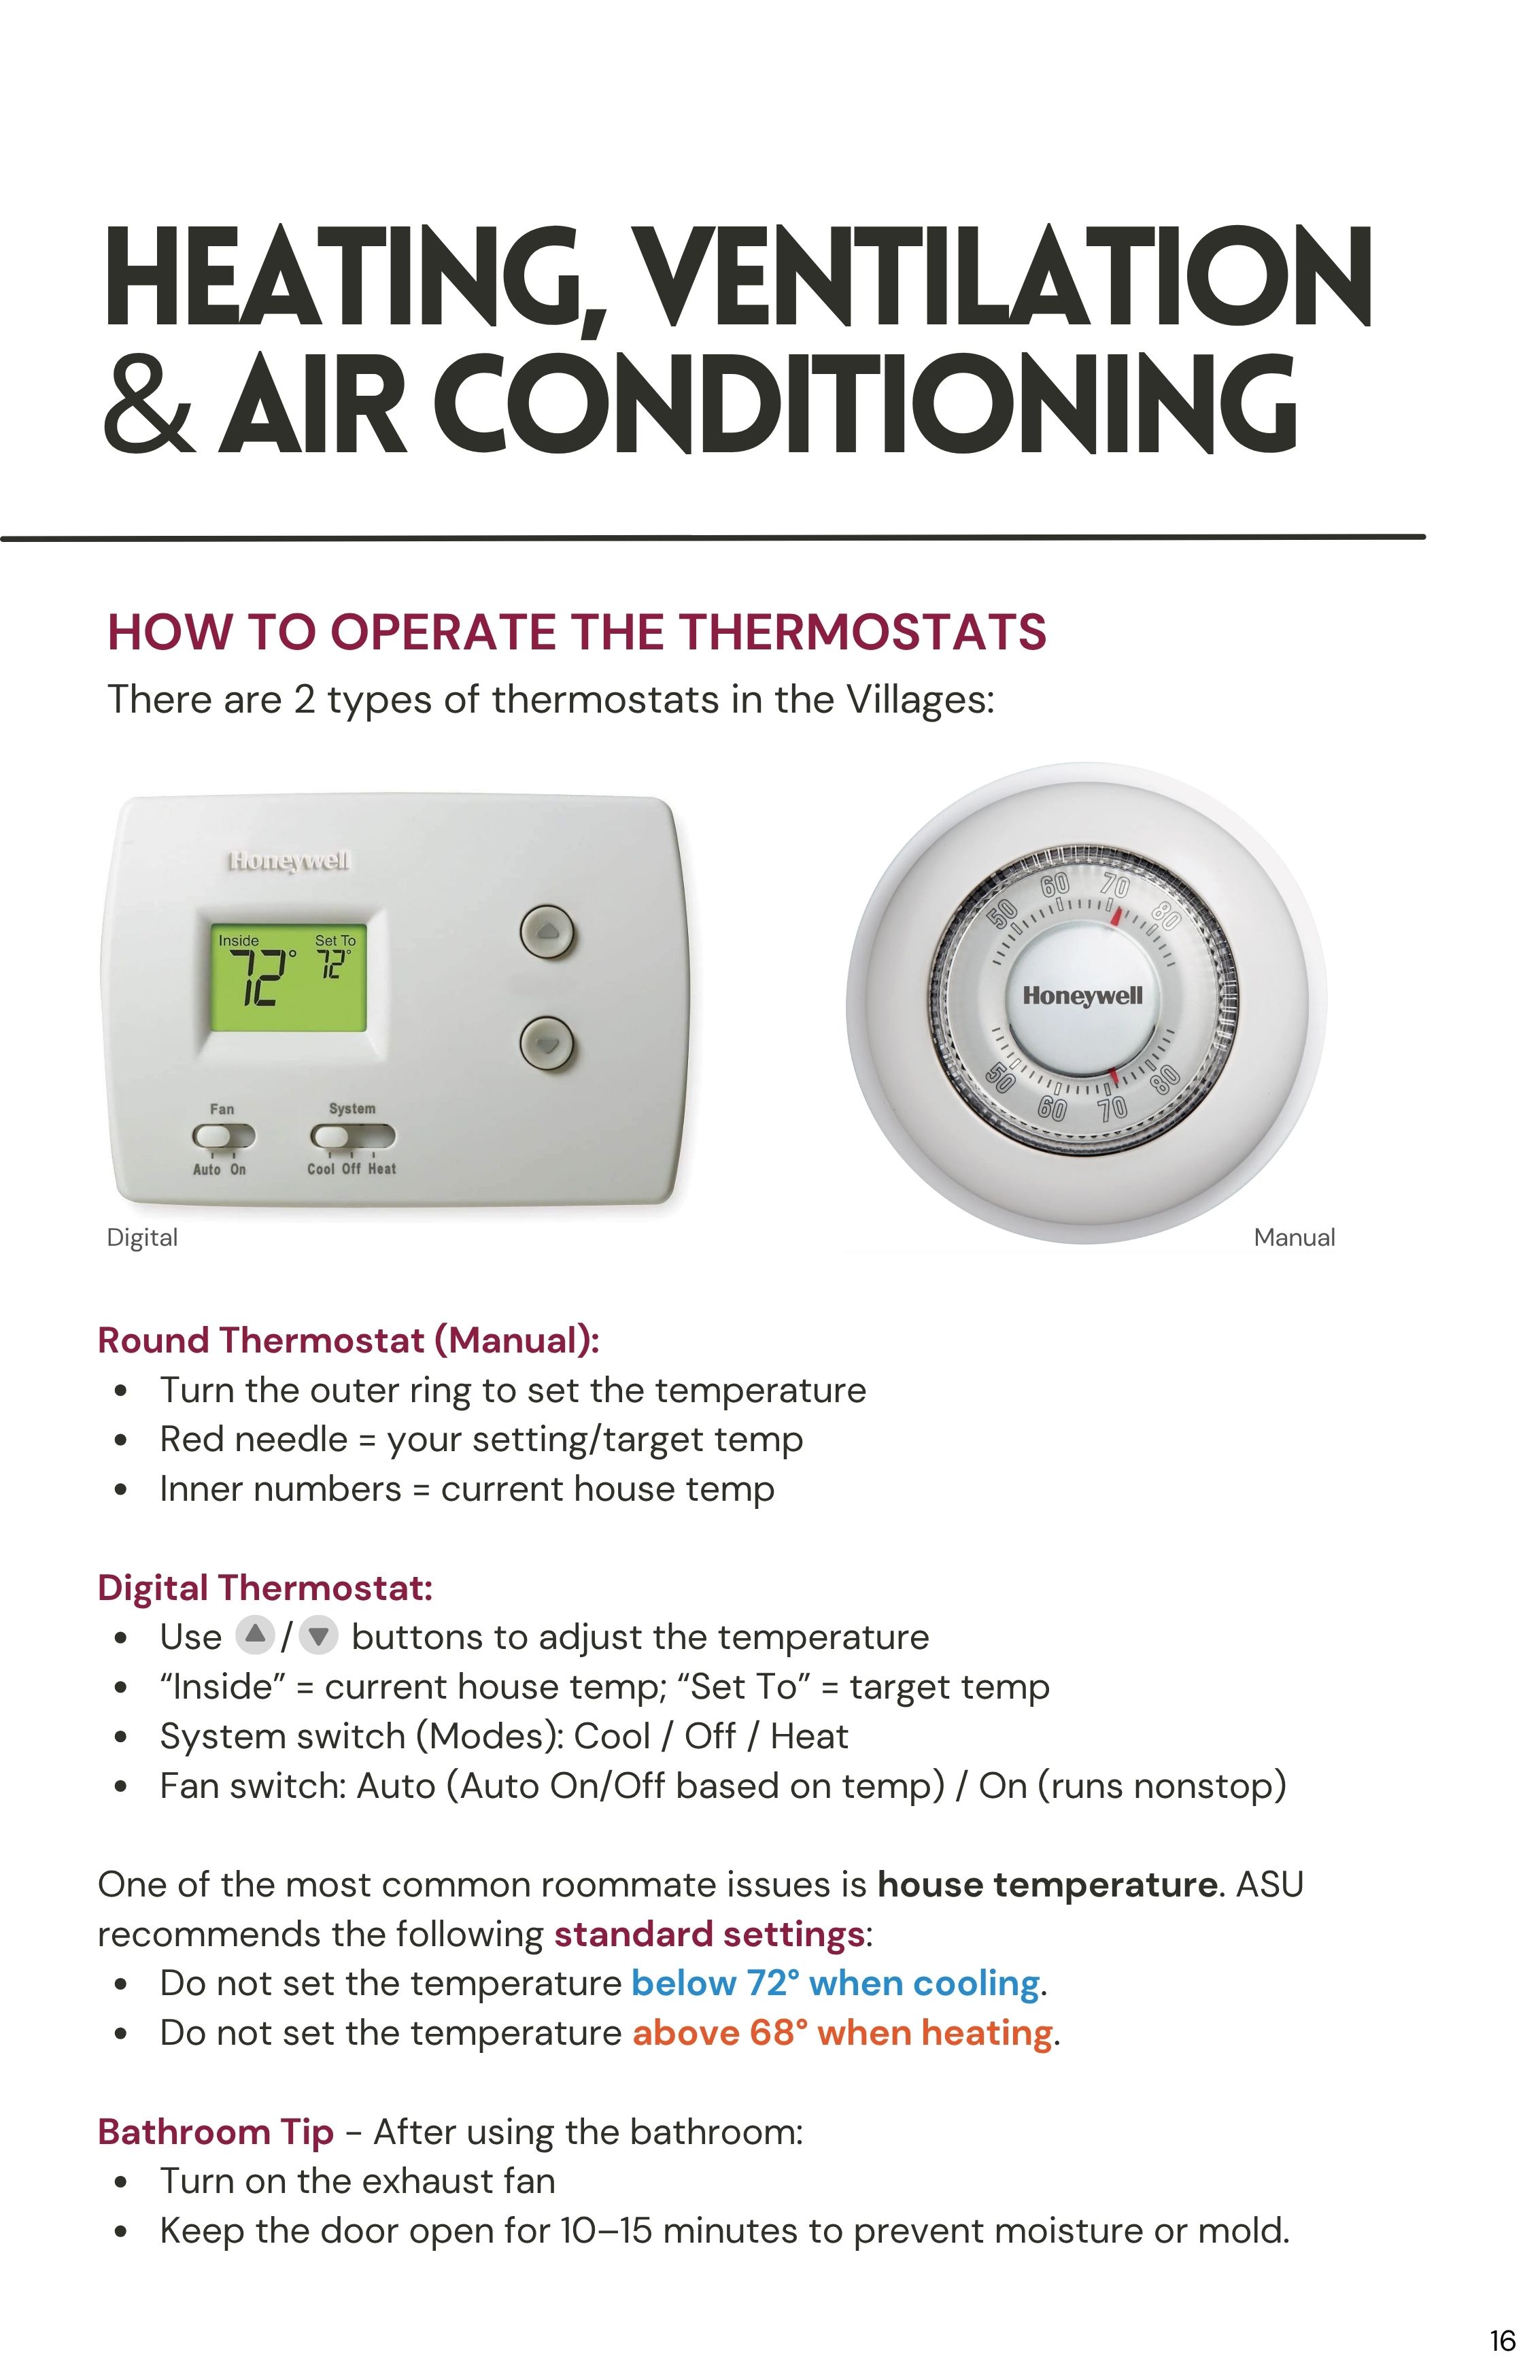 HEATING, VENTILATION
& AIR CONDITIONING
HOW TO OPERATE THE THERMOSTATS
There are 2 types of thermostats in the Villages:
Honeywell
Inside Set To
72° 72°
Fan System
Auto On Cool Off Heat
Digital
50 60 70 80
Honeywell
50 60 70 80
Manual
Round Thermostat (Manual):
• Turn the outer ring to set the temperature
• Red needle = your setting/target temp
• Inner numbers = current house temp
Digital Thermostat:
• Use ▲/▼ buttons to adjust the temperature
• “Inside” = current house temp; “Set To” = target temp
• System switch (Modes): Cool / Off / Heat
• Fan switch: Auto (Auto On/Off based on temp) / On (runs nonstop)
One of the most common roommate issues is house temperature. ASU
recommends the following standard settings:
• Do not set the temperature below 72° when cooling.
• Do not set the temperature above 68° when heating.
Bathroom Tip - After using the bathroom:
• Turn on the exhaust fan
• Keep the door open for 10–15 minutes to prevent moisture or mold.
16